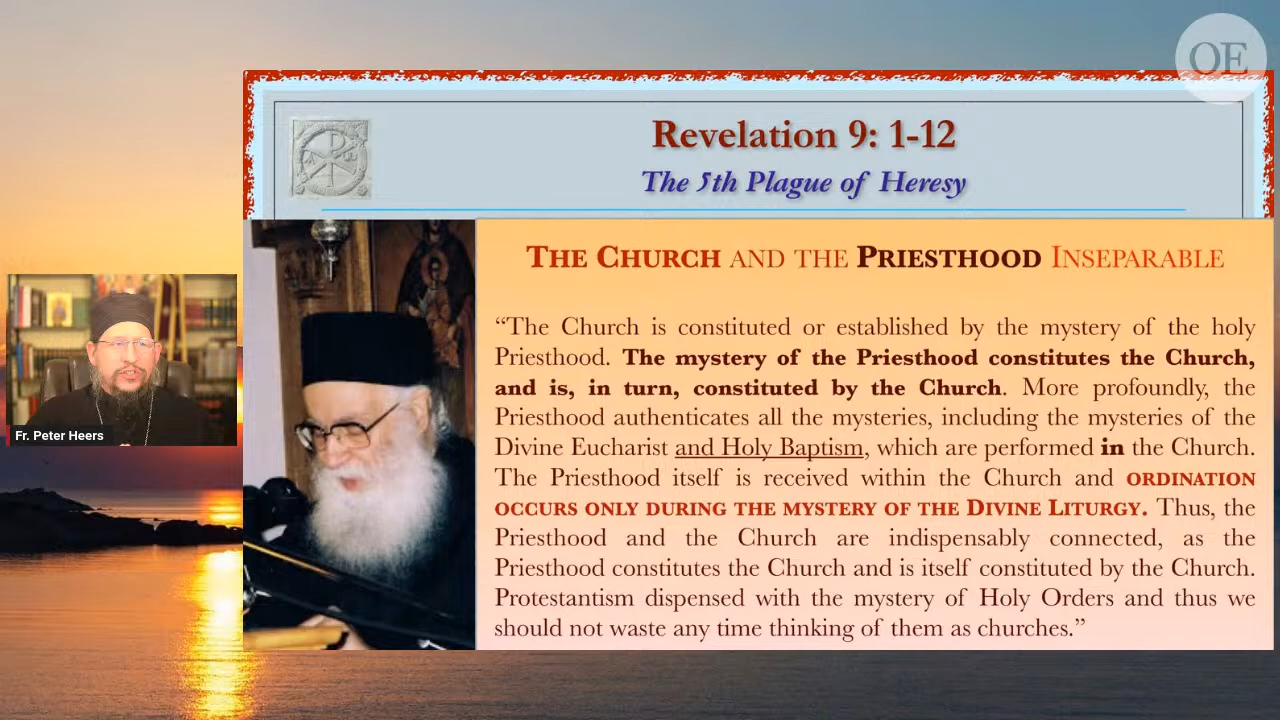 OE
Revelation 9: 1-12
The 5th Plague of Heresy
THE CHURCH AND THE PRIESTHOOD INSEPARABLE
“The Church is constituted or established by the mystery of the holy
Priesthood. The mystery of the Priesthood constitutes the Church,
and is, in turn, constituted by the Church. More profoundly, the
Priesthood authenticates all the mysteries, including the mysteries of the
Divine Eucharist and Holy Baptism, which are performed in the Church.
The Priesthood itself is received within the Church and ORDINATION
OCCURS ONLY DURING THE MYSTERY OF THE DIVINE LITURGY. Thus, the
Priesthood and the Church are indispensably connected, as the
Priesthood constitutes the Church and is itself constituted by the Church.
Protestantism dispensed with the mystery of Holy Orders and thus we
should not waste any time thinking of them as churches.”
Fr. Peter Heers